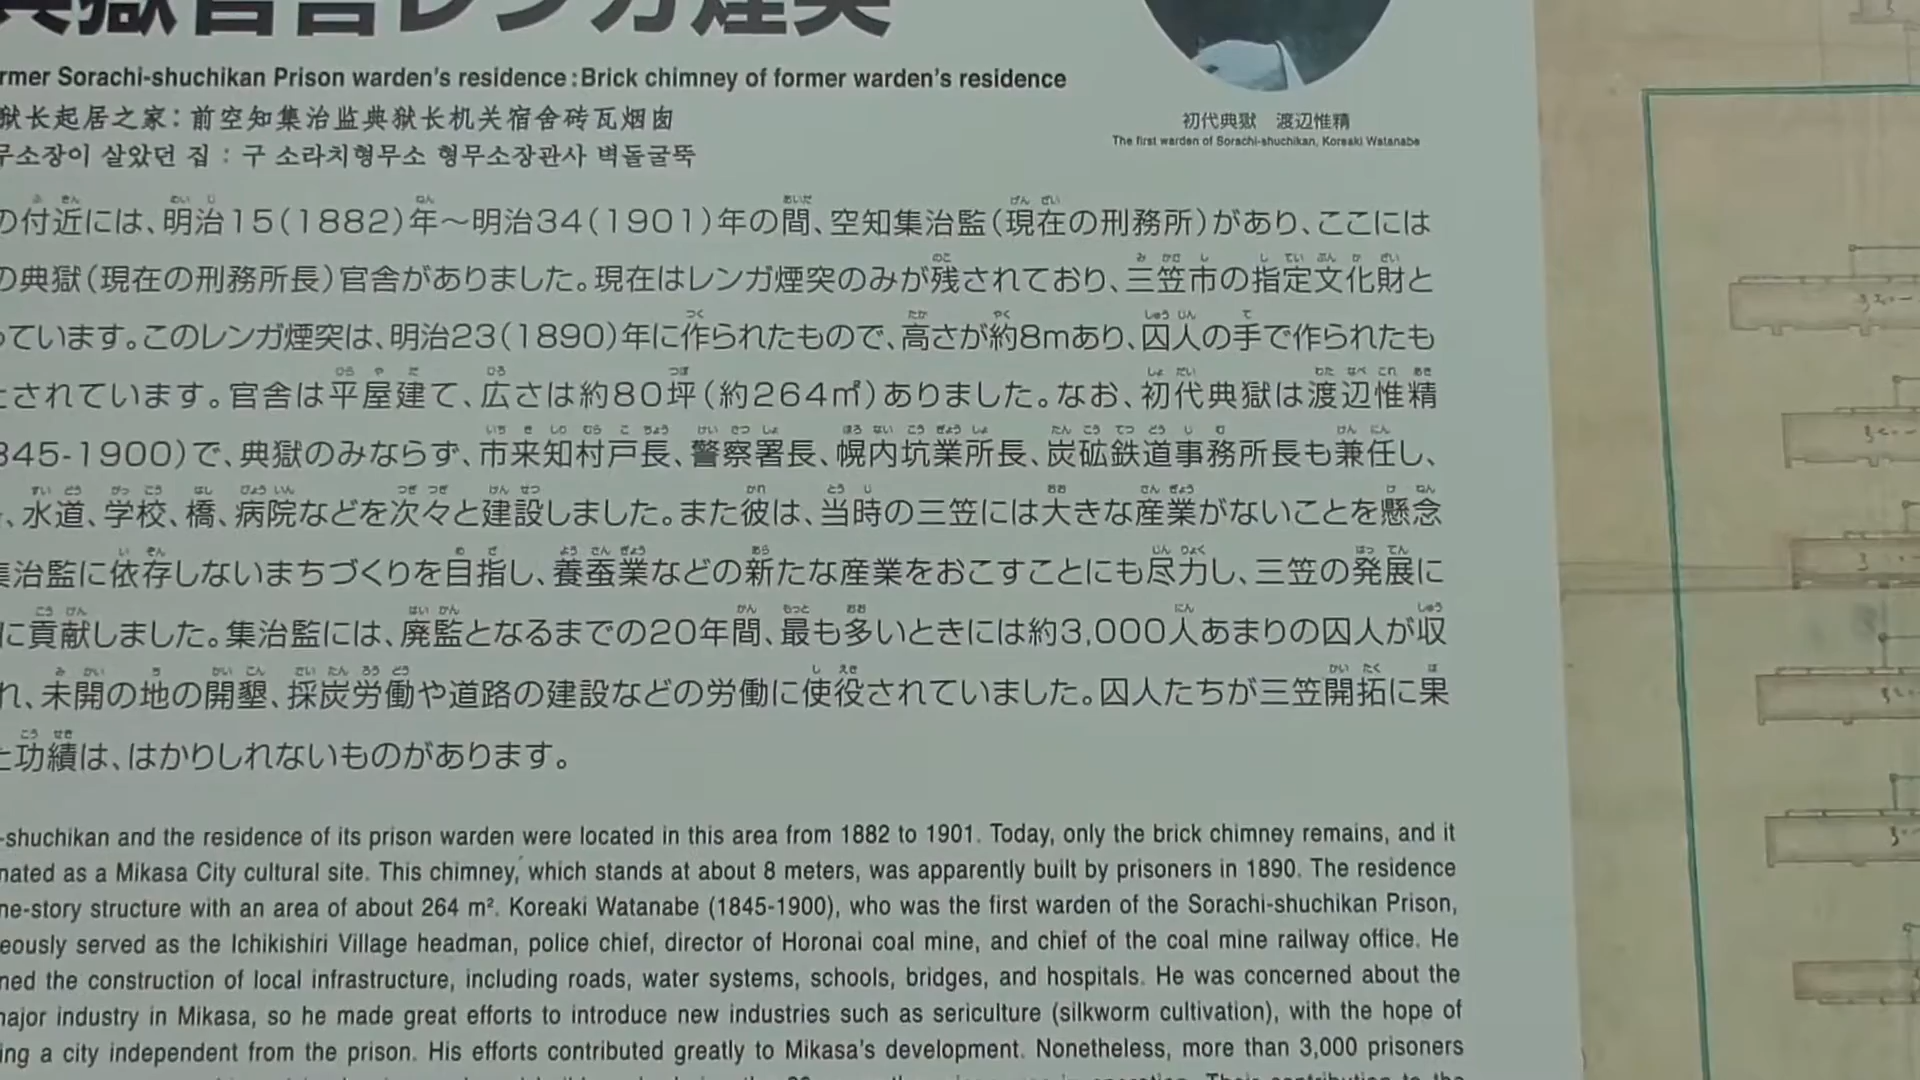 典獄官舎レンガ煙突
rmer Sorachi-shuchikan Prison warden's residence : Brick chimney of former warden's residence
狱长起居之家：前空知集治监典狱长机关宿舍砖瓦烟囱
무소장이 살았던 집 : 구 소라치형무소 형무소장관사 벽돌굴뚝
初代典獄 渡辺惟精
The first warden of Sorachi-shuchikan, Koreaki Watanabe
の付近には、明治15(1882)年～明治34(1901)年の間、空知集治監(現在の刑務所)があり、ここには
の典獄(現在の刑務所長)官舎がありました。現在はレンガ煙突のみが残されており、三笠市の指定文化財と
っています。このレンガ煙突は、明治23(1890)年に作られたもので、高さが約8mあり、囚人の手で作られたも
とされています。官舎は平屋建て、広さは約80坪(約264㎡)ありました。なお、初代典獄は渡辺惟精
845-1900)で、典獄のみならず、市来知村戸長、警察署長、幌内坑業所長、炭砿鉄道事務所長も兼任し、
、水道、学校、橋、病院などを次々と建設しました。また彼は、当時の三笠には大きな産業がないことを懸念
集治監に依存しないまちづくりを目指し、養蚕業などの新たな産業をおこすことにも尽力し、三笠の発展に
に貢献しました。集治監には、廃監となるまでの20年間、最も多いときには約3,000人あまりの囚人が収
れ、未開の地の開墾、採炭労働や道路の建設などの労働に使役されていました。囚人たちが三笠開拓に果
た功績は、はかりしれないものがあります。
-shuchikan and the residence of its prison warden were located in this area from 1882 to 1901. Today, only the brick chimney remains, and it
nated as a Mikasa City cultural site. This chimney, which stands at about 8 meters, was apparently built by prisoners in 1890. The residence
ne-story structure with an area of about 264 m². Koreaki Watanabe (1845-1900), who was the first warden of the Sorachi-shuchikan Prison,
eously served as the Ichikishiri Village headman, police chief, director of Horonai coal mine, and chief of the coal mine railway office. He
ned the construction of local infrastructure, including roads, water systems, schools, bridges, and hospitals. He was concerned about the
major industry in Mikasa, so he made great efforts to introduce new industries such as sericulture (silkworm cultivation), with the hope of
ing a city independent from the prison. His efforts contributed greatly to Mikasa's development. Nonetheless, more than 3,000 prisoners